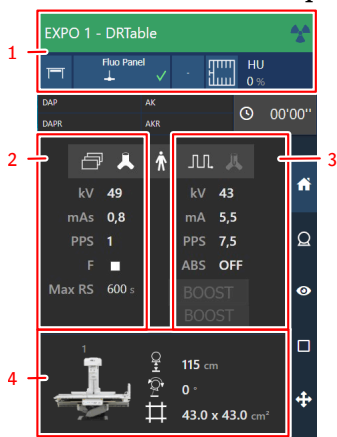 EXPO 1 - DRTable
1
Fluo Panel
-
HU
0 %
DAP
AK
DAPR
AKR
00'00''
2
3
kV 49
kV 43
mAs 0,8
mA 5,5
PPS 1
PPS 7,5
F
ABS OFF
Max RS 600 s
BOOST
BOOST
1
115 cm
4
0 °
43.0 x 43.0 cm²